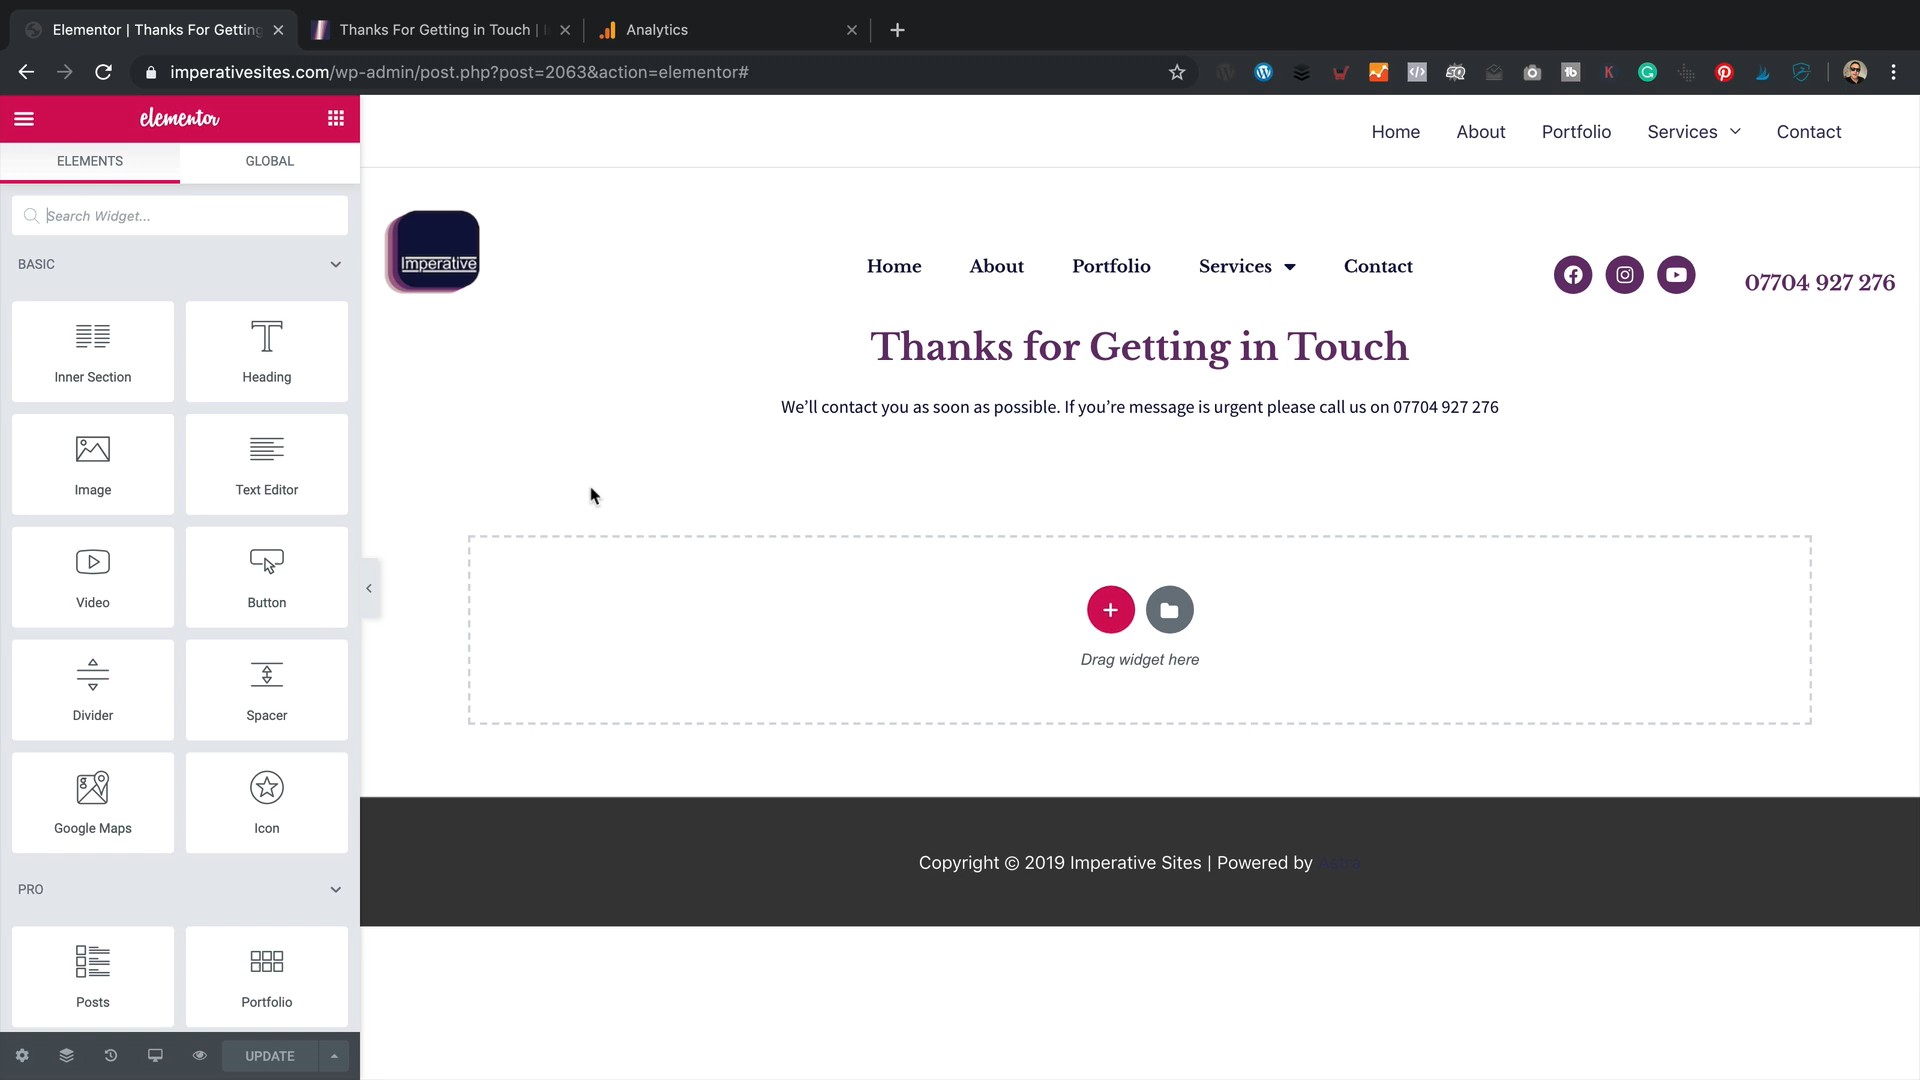 Elementor | Thanks For Getting
Thanks For Getting in Touch |
Analytics
imperativesites.com/wp-admin/post.php?post=2063&action=elementor#
elementor
ELEMENTS
GLOBAL
Search Widget...
BASIC
Inner Section
Heading
Image
Text Editor
Video
Button
Divider
Spacer
Google Maps
Icon
PRO
Posts
Portfolio
UPDATE
Home
About
Portfolio
Services
Contact
Imperative
Home
About
Portfolio
Services
Contact
07704 927 276
Thanks for Getting in Touch
We'll contact you as soon as possible. If you're message is urgent please call us on 07704 927 276
Drag widget here
Copyright © 2019 Imperative Sites | Powered by